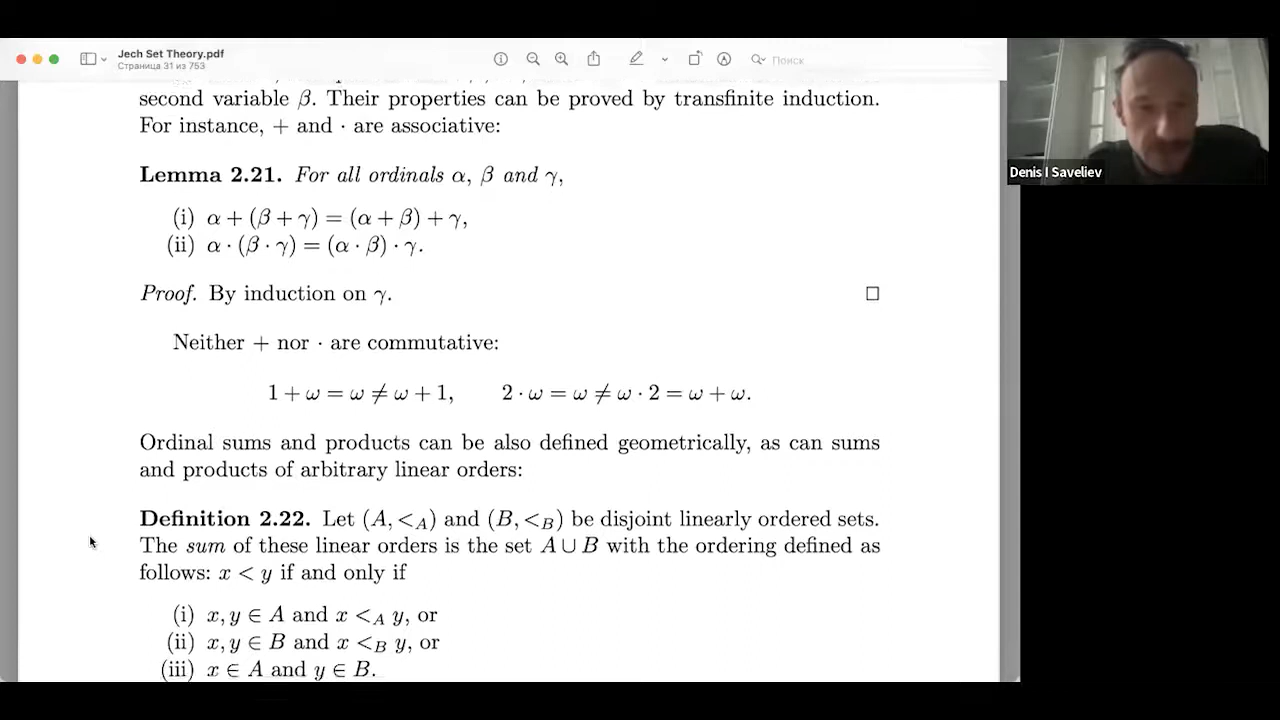 Jech Set Theory.pdf
Страница 31 из 753
Поиск
second variable β. Their properties can be proved by transfinite induction.
For instance, + and · are associative:
Lemma 2.21. For all ordinals α, β and γ,
(i) α + (β + γ) = (α + β) + γ,
(ii) α · (β · γ) = (α · β) · γ.
Proof. By induction on γ. □
Neither + nor · are commutative:
1 + ω = ω ≠ ω + 1, 2 · ω = ω ≠ ω · 2 = ω + ω.
Ordinal sums and products can be also defined geometrically, as can sums
and products of arbitrary linear orders:
Definition 2.22. Let (A, <_A) and (B, <_B) be disjoint linearly ordered sets.
The sum of these linear orders is the set A ∪ B with the ordering defined as
follows: x < y if and only if
(i) x, y ∈ A and x <_A y, or
(ii) x, y ∈ B and x <_B y, or
(iii) x ∈ A and y ∈ B.
Denis I Saveliev